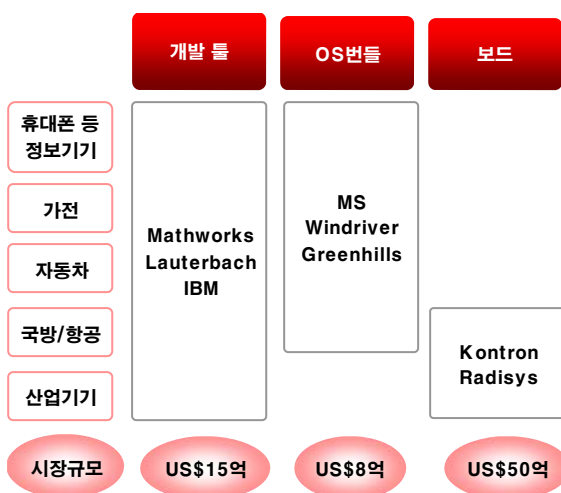 개발 툴
OS번들
보드
휴대폰 등
정보기기
가전
자동차
국방/항공
산업기기
Mathworks
Lauterbach
IBM
MS
Windriver
Greenhills
Kontron
Radisys
시장규모
US$15억
US$8억
US$50억